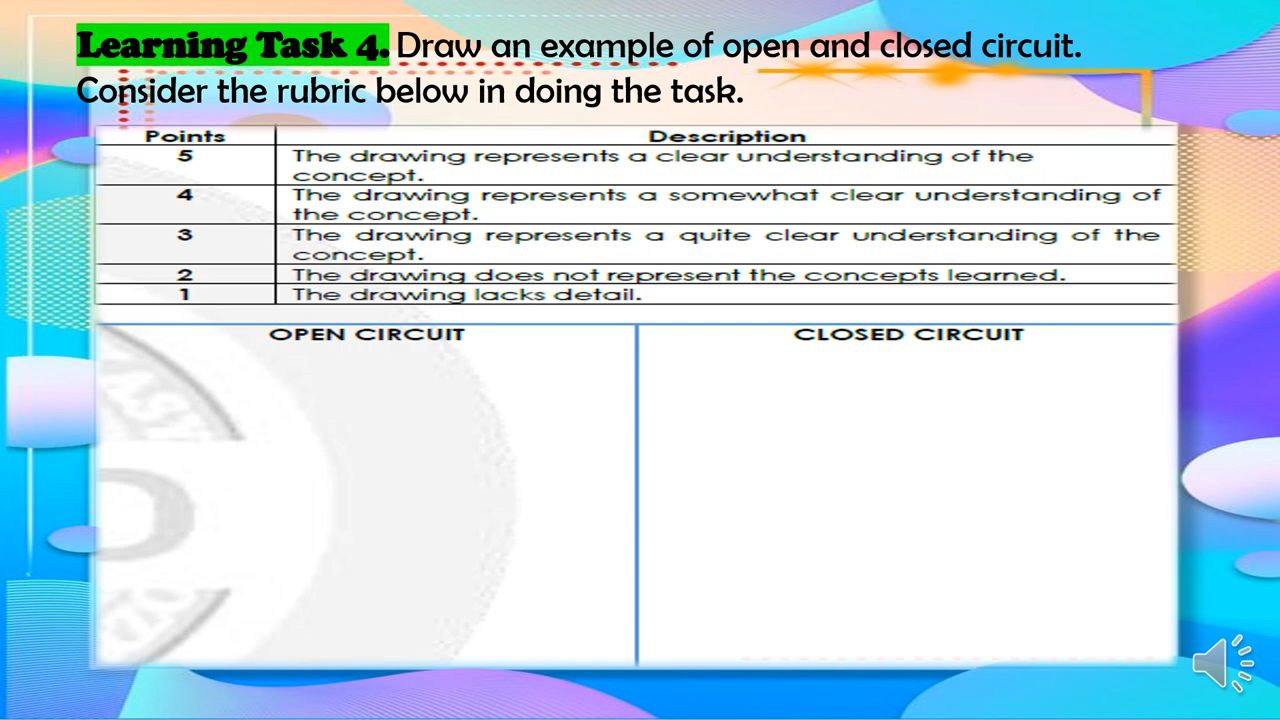 Learning Task 4. Draw an example of open and closed circuit.
Consider the rubric below in doing the task.
Points Description
5 The drawing represents a clear understanding of the
concept.
4 The drawing represents a somewhat clear understanding of
the concept.
3 The drawing represents a quite clear understanding of the
concept.
2 The drawing does not represent the concepts learned.
1 The drawing lacks detail.
OPEN CIRCUIT CLOSED CIRCUIT